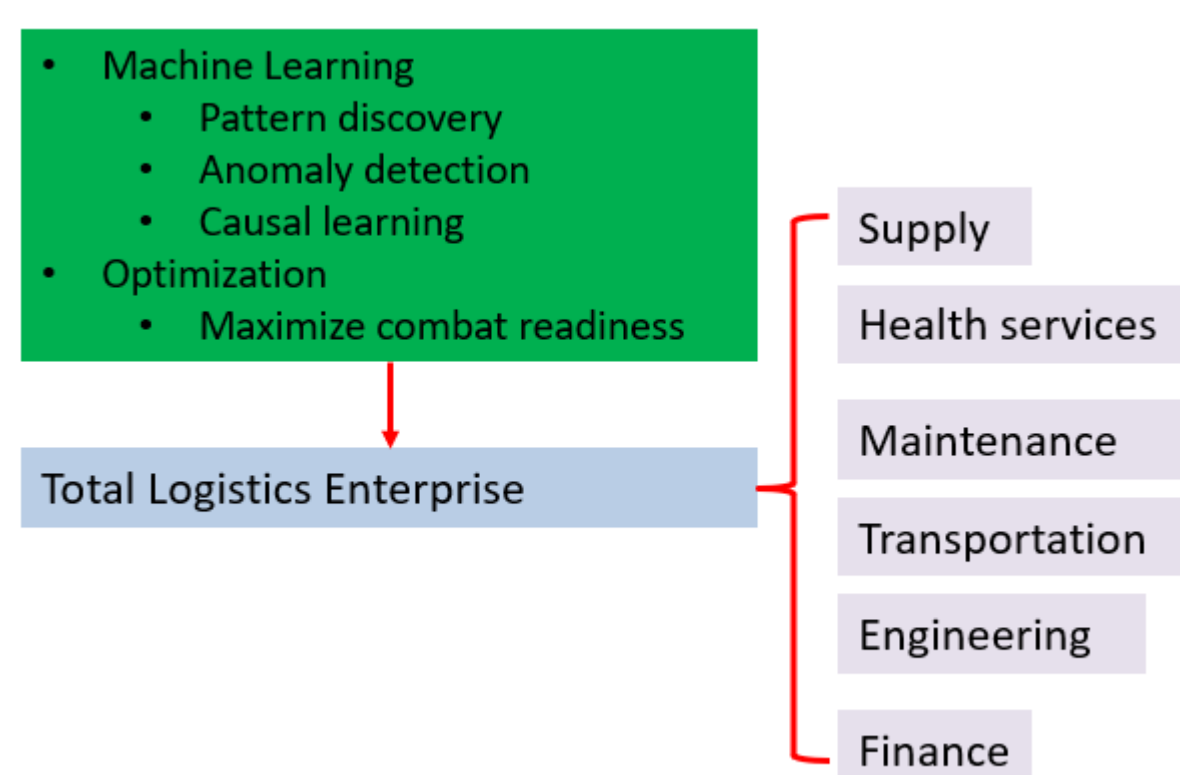 • Machine Learning
• Pattern discovery
• Anomaly detection
• Causal learning
• Optimization
• Maximize combat readiness
Total Logistics Enterprise
Supply
Health services
Maintenance
Transportation
Engineering
Finance